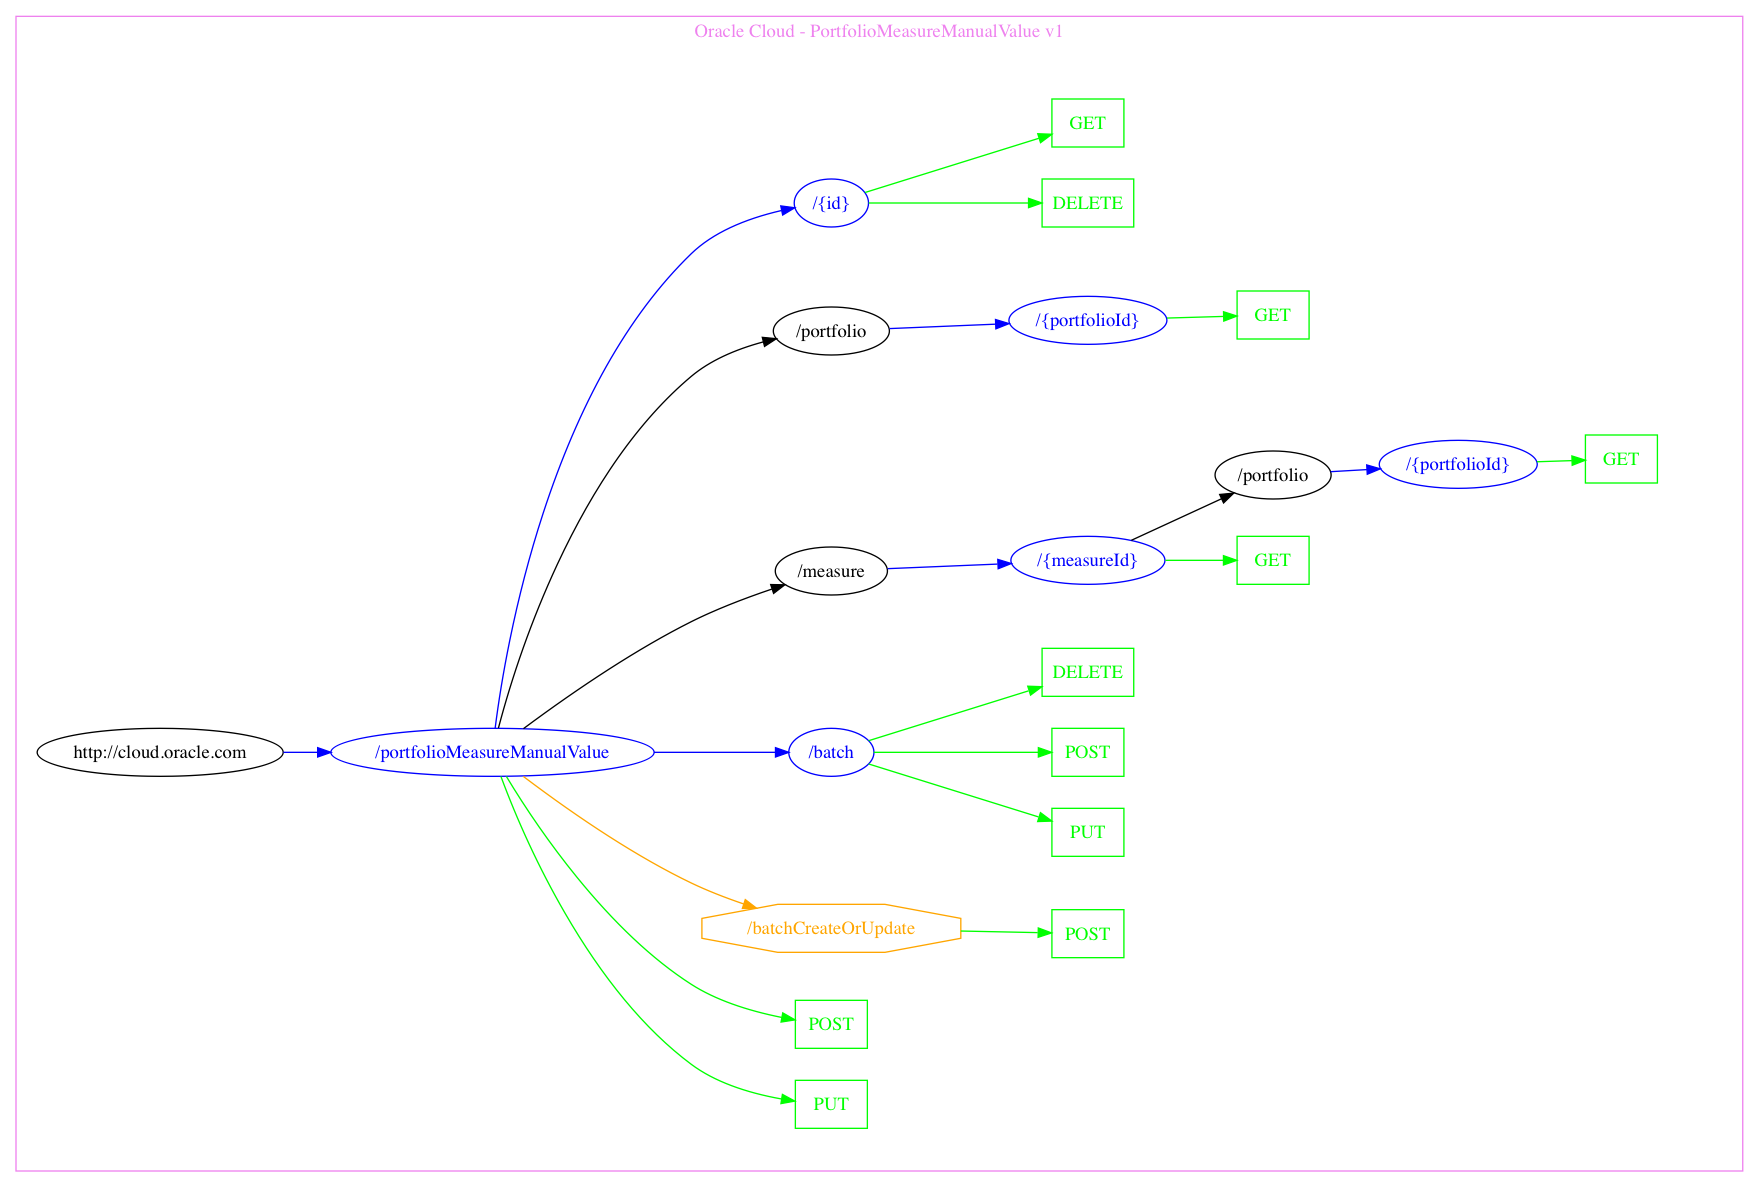 Oracle Cloud - PortfolioMeasureManualValue v1
GET
/{id}
DELETE
/portfolio
/{portfolioId}
GET
/portfolio
/{portfolioId}
GET
/measure
/{measureId}
GET
DELETE
http://cloud.oracle.com
/portfolioMeasureManualValue
/batch
POST
PUT
/batchCreateOrUpdate
POST
POST
PUT